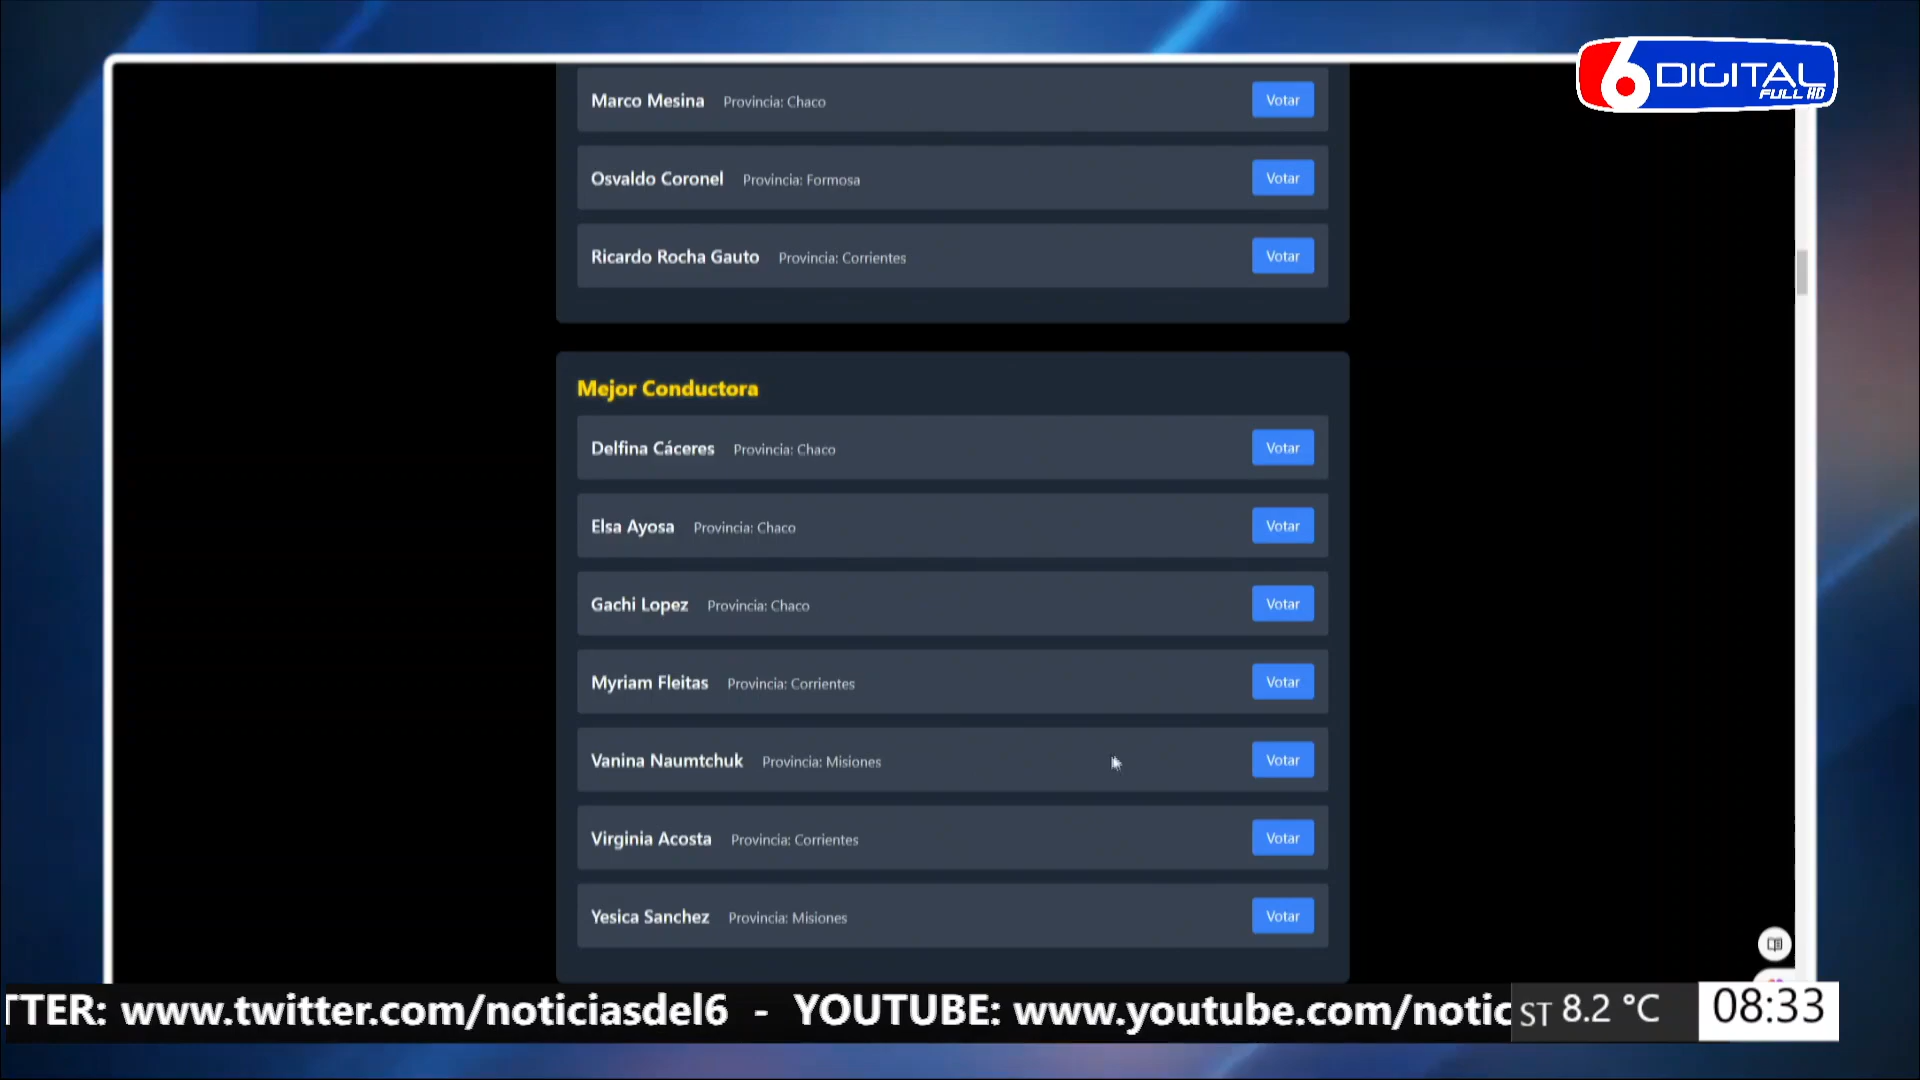 6 DIGITAL
FULL HD
Marco Mesina Provincia: Chaco Votar
Osvaldo Coronel Provincia: Formosa Votar
Ricardo Rocha Gauto Provincia: Corrientes Votar
Mejor Conductora
Delfina Cáceres Provincia: Chaco Votar
Elsa Ayosa Provincia: Chaco Votar
Gachi Lopez Provincia: Chaco Votar
Myriam Fleitas Provincia: Corrientes Votar
Vanina Naumtchuk Provincia: Misiones Votar
Virginia Acosta Provincia: Corrientes Votar
Yesica Sanchez Provincia: Misiones Votar
TTER: www.twitter.com/noticiasdel6 - YOUTUBE: www.youtube.com/notic ST 8.2 °C 08:33